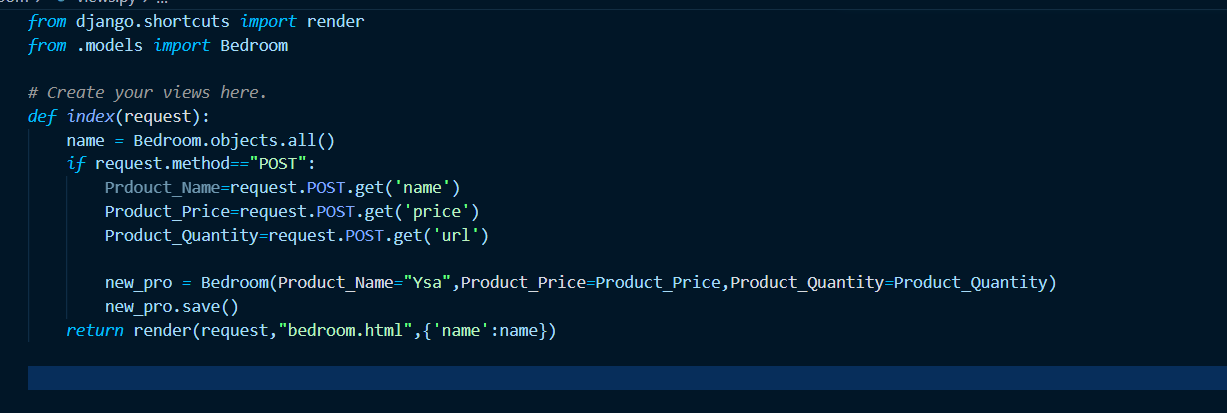 views.py
from django.shortcuts import render
from .models import Bedroom
# Create your views here.
def index(request):
    name = Bedroom.objects.all()
    if request.method=="POST":
        Prdouct_Name=request.POST.get('name')
        Product_Price=request.POST.get('price')
        Product_Quantity=request.POST.get('url')
        new_pro = Bedroom(Product_Name="Ysa",Product_Price=Product_Price,Product_Quantity=Product_Quantity)
        new_pro.save()
    return render(request,"bedroom.html",{'name':name})